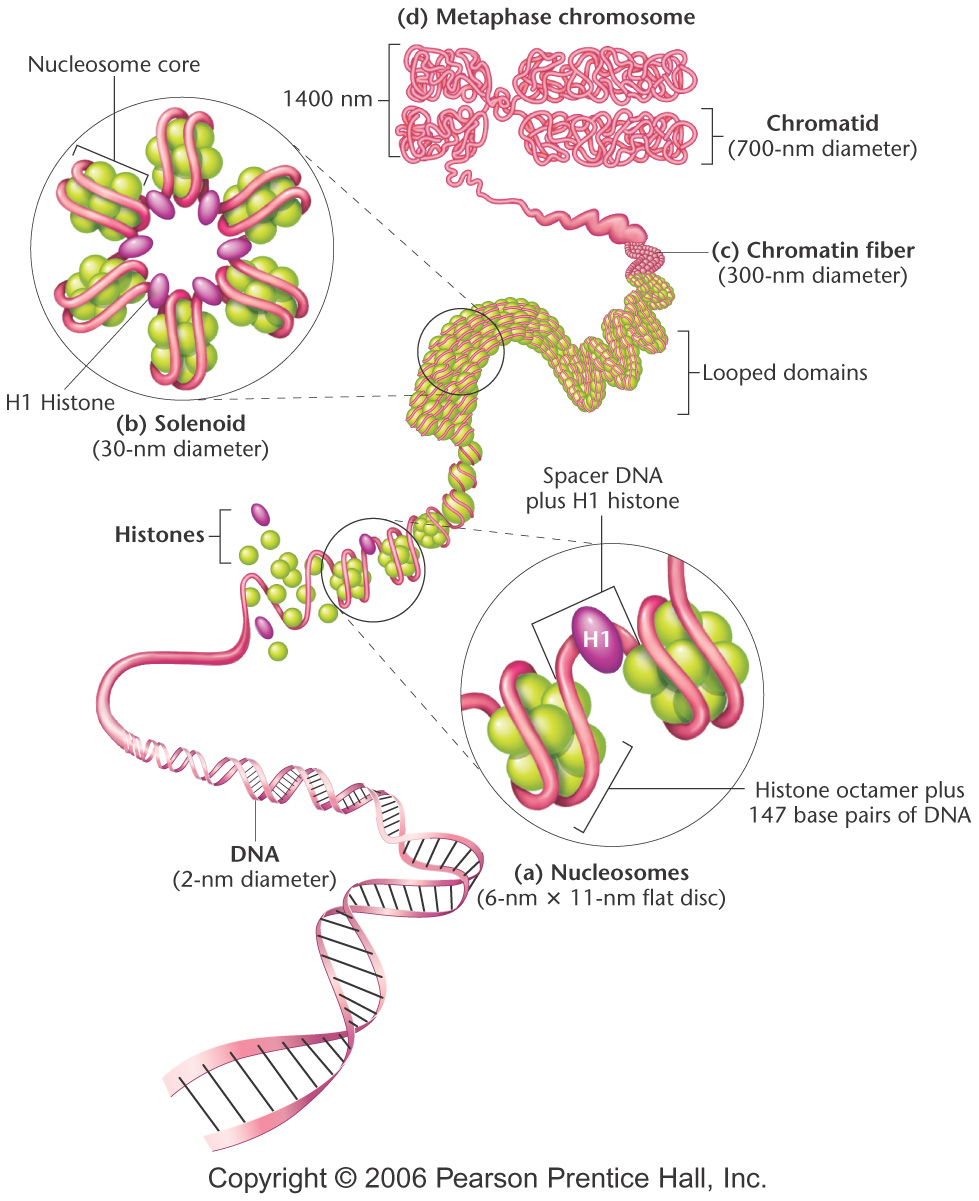 (d) Metaphase chromosome
Nucleosome core
1400 nm
Chromatid
(700-nm diameter)
(c) Chromatin fiber
(300-nm diameter)
Looped domains
H1 Histone
(b) Solenoid
(30-nm diameter)
Spacer DNA
plus H1 histone
Histones
H1
Histone octamer plus
147 base pairs of DNA
DNA
(2-nm diameter)
(a) Nucleosomes
(6-nm × 11-nm flat disc)
Copyright © 2006 Pearson Prentice Hall, Inc.